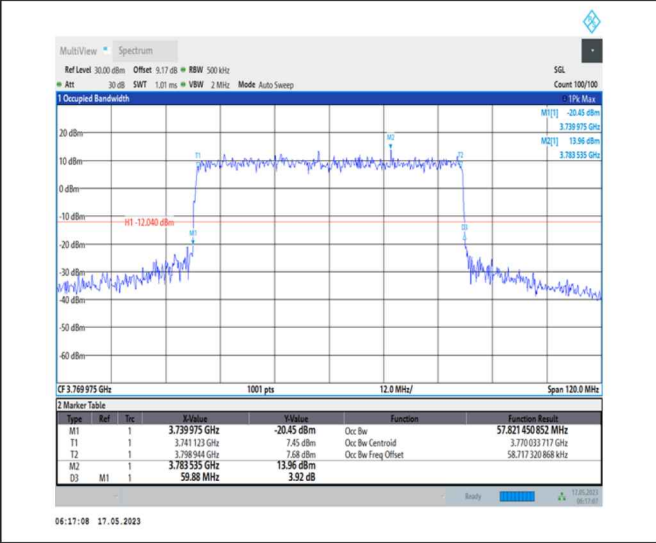 MultiView Spectrum
Ref Level 30.00 dBm Offset 9.17 dB RBW 500 kHz SGL
Att 30 dB SWT 1.01 ms VBW 2 MHz Mode Auto Sweep Count 100/100
1 Occupied Bandwidth 1Pk Max
M1[1] -20.45 dBm
3.739 975 GHz
M2[1] 13.96 dBm
3.783 535 GHz
20 dBm
M2
T1 T2
10 dBm
0 dBm
-10 dBm
H1 -12.040 dBm
M1 D3
-20 dBm
-30 dBm
-40 dBm
-50 dBm
-60 dBm
CF 3.769 975 GHz 1001 pts 12.0 MHz/ Span 120.0 MHz
2 Marker Table
Type Ref Trc X-Value Y-Value Function Function Result
M1 1 3.739 975 GHz -20.45 dBm Occ Bw 57.821 450 852 MHz
T1 1 3.741 123 GHz 7.45 dBm Occ Bw Centroid 3.770 033 717 GHz
T2 1 3.798 944 GHz 7.68 dBm Occ Bw Freq Offset 58.717 320 868 kHz
M2 1 3.783 535 GHz 13.96 dBm
D3 M1 1 59.88 MHz 3.92 dB
Ready 17.05.2023
06:17:07
06:17:08 17.05.2023